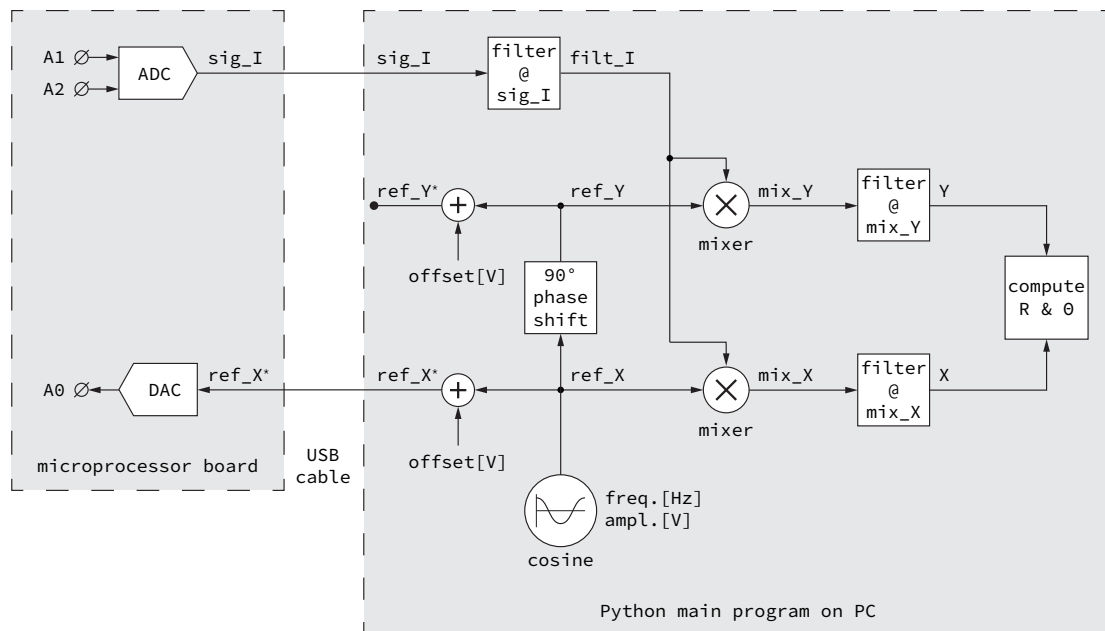 A1
A2
ADC
sig_I
sig_I
filter
@
sig_I
filt_I
ref_Y*
+
ref_Y
mixer
mix_Y
filter
@
mix_Y
Y
offset[V]
90°
phase
shift
compute
R & Θ
A0
DAC
ref_X*
ref_X*
+
ref_X
mixer
mix_X
filter
@
mix_X
X
offset[V]
microprocessor board
USB
cable
freq.[Hz]
ampl.[V]
cosine
Python main program on PC